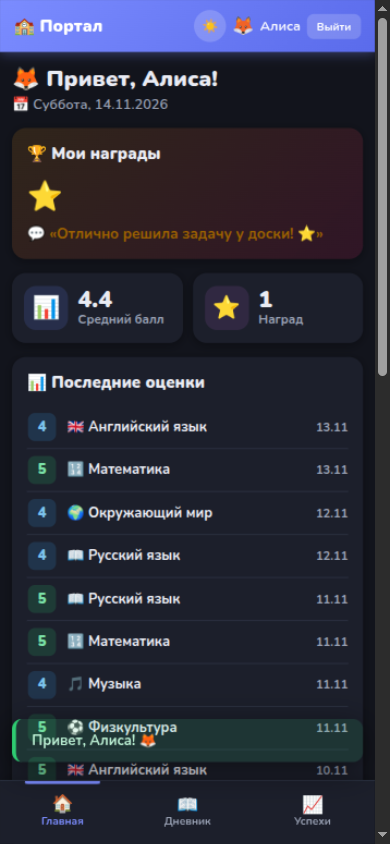 Портал
Алиса
Выйти
Привет, Алиса!
Суббота, 14.11.2026
Мои награды
«Отлично решила задачу у доски! ⭐»
4.4
Средний балл
1
Наград
Последние оценки
4 Английский язык 13.11
5 Математика 13.11
4 Окружающий мир 12.11
4 Русский язык 12.11
5 Русский язык 11.11
5 Математика 11.11
4 Музыка 11.11
5 Физкультура 11.11
Привет, Алиса! 🦊
5 Английский язык 10.11
Главная
Дневник
Успехи